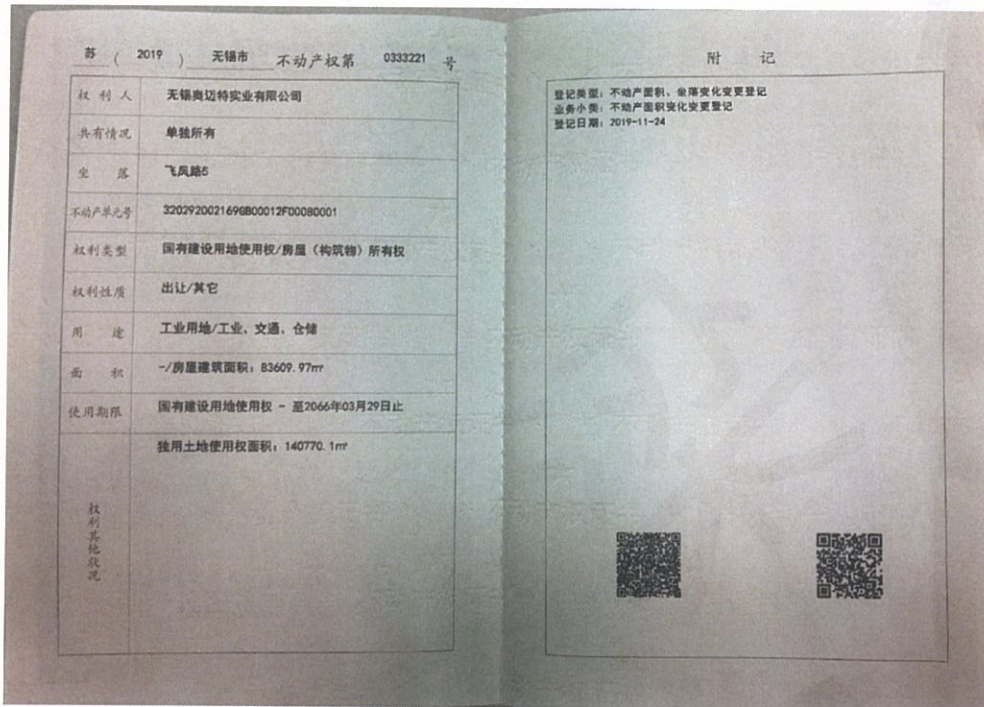 苏 ( 2019 ) 无锡市 不动产权第 0333221 号
权利人 无锡奥迈特实业有限公司
共有情况 单独所有
坐落 飞凤路5
不动产单元号 320292002169GB00012F00080001
权利类型 国有建设用地使用权/房屋（构筑物）所有权
权利性质 出让/其它
用途 工业用地/工业、交通、仓储
面积 -/房屋建筑面积：83609.97㎡
使用期限 国有建设用地使用权 - 至2066年03月29日止
权利其他状况 独用土地使用权面积：140770.1㎡
附记
登记类型：不动产面积、坐落变化变更登记
业务小类：不动产面积变化变更登记
登记日期：2019-11-24